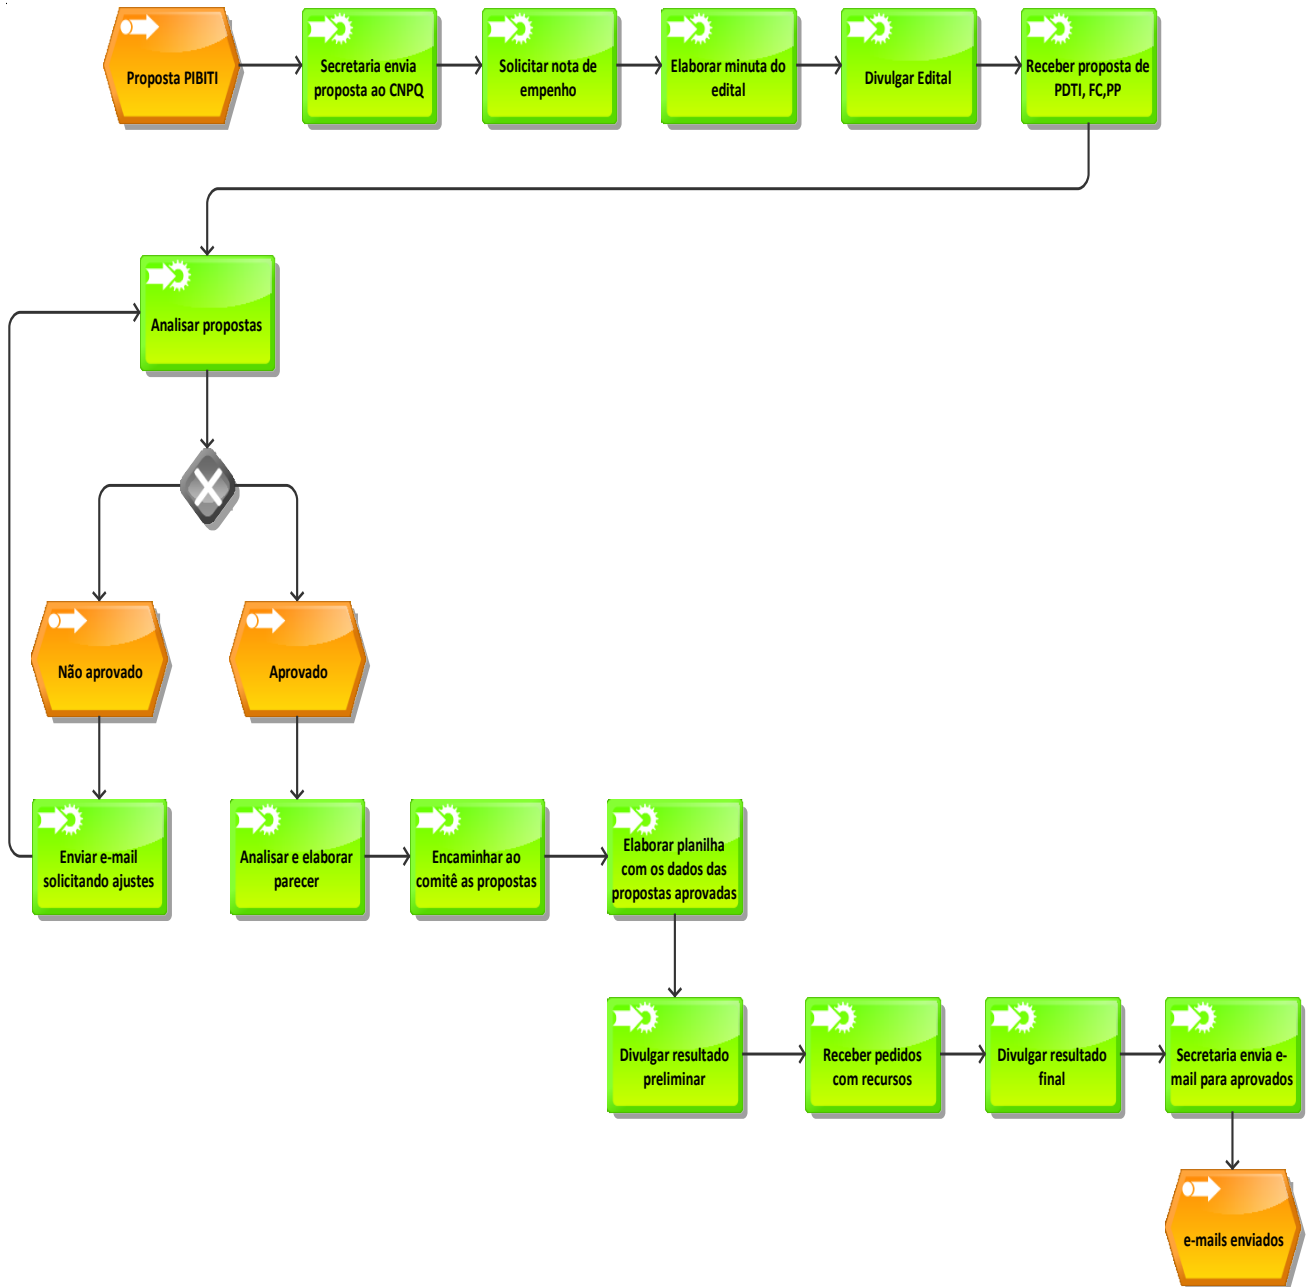 Proposta PIBITI
Secretaria envia
proposta ao CNPQ
Solicitar nota de
empenho
Elaborar minuta do
edital
Divulgar Edital
Receber proposta de
PDTI, FC,PP
Analisar propostas
Não aprovado
Aprovado
Enviar e-mail
solicitando ajustes
Analisar e elaborar
parecer
Encaminhar ao
comitê as propostas
Elaborar planilha
com os dados das
propostas aprovadas
Divulgar resultado
preliminar
Receber pedidos
com recursos
Divulgar resultado
final
Secretaria envia e-
mail para aprovados
e-mails enviados